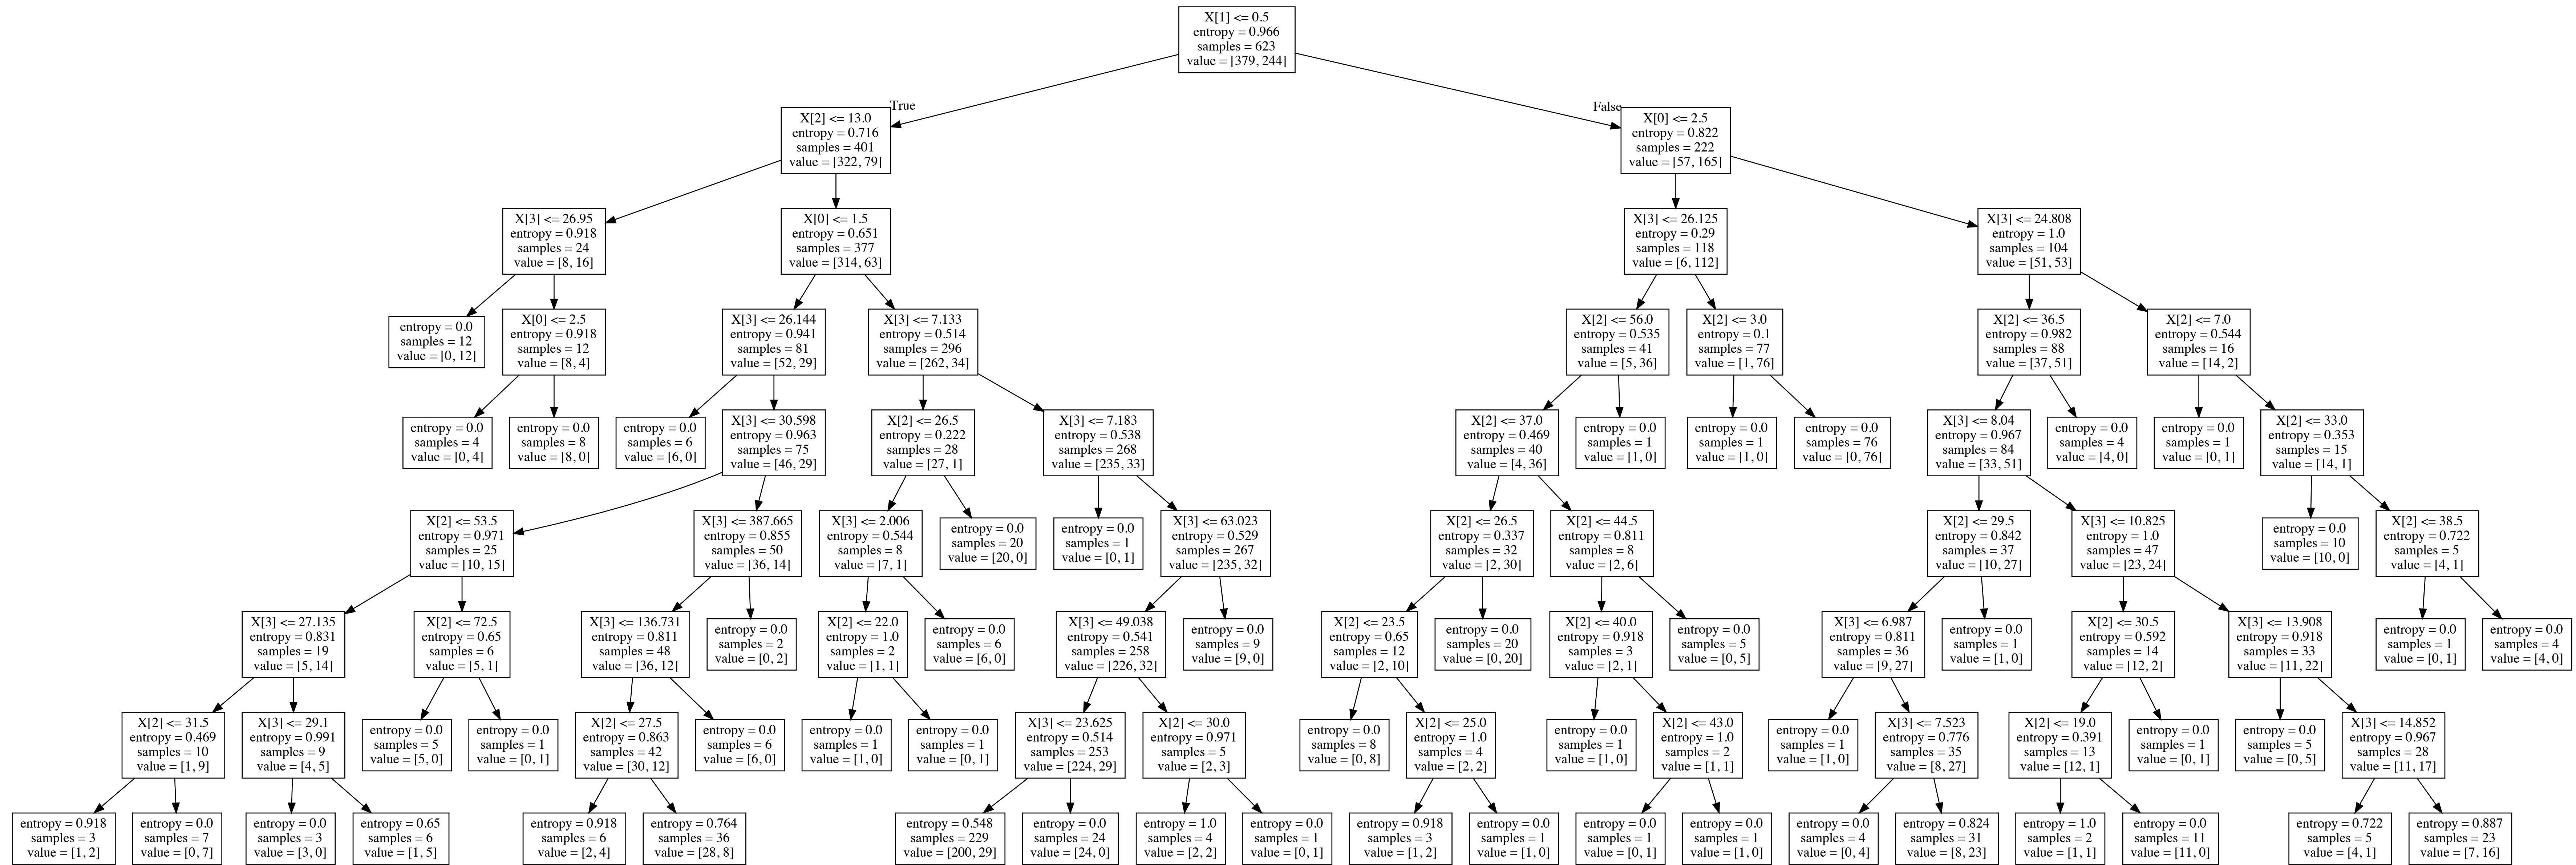 X[1] <= 0.5
entropy = 0.966
samples = 623
value = [379, 244]
True
False
X[2] <= 13.0
entropy = 0.716
samples = 401
value = [322, 79]
X[0] <= 2.5
entropy = 0.822
samples = 222
value = [57, 165]
X[3] <= 26.95
entropy = 0.918
samples = 24
value = [8, 16]
X[0] <= 1.5
entropy = 0.651
samples = 377
value = [314, 63]
X[3] <= 26.125
entropy = 0.29
samples = 118
value = [6, 112]
X[3] <= 24.808
entropy = 1.0
samples = 104
value = [51, 53]
entropy = 0.0
samples = 12
value = [0, 12]
X[0] <= 2.5
entropy = 0.918
samples = 12
value = [8, 4]
X[3] <= 26.144
entropy = 0.941
samples = 81
value = [52, 29]
X[3] <= 7.133
entropy = 0.514
samples = 296
value = [262, 34]
X[2] <= 56.0
entropy = 0.535
samples = 41
value = [5, 36]
X[2] <= 3.0
entropy = 0.1
samples = 77
value = [1, 76]
X[2] <= 36.5
entropy = 0.982
samples = 88
value = [37, 51]
X[2] <= 7.0
entropy = 0.544
samples = 16
value = [14, 2]
entropy = 0.0
samples = 4
value = [0, 4]
entropy = 0.0
samples = 8
value = [8, 0]
entropy = 0.0
samples = 6
value = [6, 0]
X[3] <= 30.598
entropy = 0.963
samples = 75
value = [46, 29]
X[2] <= 26.5
entropy = 0.222
samples = 28
value = [27, 1]
X[3] <= 7.183
entropy = 0.538
samples = 268
value = [235, 33]
X[2] <= 37.0
entropy = 0.469
samples = 40
value = [4, 36]
entropy = 0.0
samples = 1
value = [1, 0]
entropy = 0.0
samples = 1
value = [1, 0]
entropy = 0.0
samples = 76
value = [0, 76]
X[3] <= 8.04
entropy = 0.967
samples = 84
value = [33, 51]
entropy = 0.0
samples = 4
value = [4, 0]
entropy = 0.0
samples = 1
value = [0, 1]
X[2] <= 33.0
entropy = 0.353
samples = 15
value = [14, 1]
X[2] <= 53.5
entropy = 0.971
samples = 25
value = [10, 15]
X[3] <= 387.665
entropy = 0.855
samples = 50
value = [36, 14]
X[3] <= 2.006
entropy = 0.544
samples = 8
value = [7, 1]
entropy = 0.0
samples = 20
value = [20, 0]
entropy = 0.0
samples = 1
value = [0, 1]
X[3] <= 63.023
entropy = 0.529
samples = 267
value = [235, 32]
X[2] <= 26.5
entropy = 0.337
samples = 32
value = [2, 30]
X[2] <= 44.5
entropy = 0.811
samples = 8
value = [2, 6]
X[2] <= 29.5
entropy = 0.842
samples = 37
value = [10, 27]
X[3] <= 10.825
entropy = 1.0
samples = 47
value = [23, 24]
entropy = 0.0
samples = 10
value = [10, 0]
X[2] <= 38.5
entropy = 0.722
samples = 5
value = [4, 1]
X[3] <= 27.135
entropy = 0.831
samples = 19
value = [5, 14]
X[2] <= 72.5
entropy = 0.65
samples = 6
value = [5, 1]
X[3] <= 136.731
entropy = 0.811
samples = 48
value = [36, 12]
entropy = 0.0
samples = 2
value = [0, 2]
X[2] <= 22.0
entropy = 1.0
samples = 2
value = [1, 1]
entropy = 0.0
samples = 6
value = [6, 0]
X[3] <= 49.038
entropy = 0.541
samples = 258
value = [226, 32]
entropy = 0.0
samples = 9
value = [9, 0]
X[2] <= 23.5
entropy = 0.65
samples = 12
value = [2, 10]
entropy = 0.0
samples = 20
value = [0, 20]
X[2] <= 40.0
entropy = 0.918
samples = 3
value = [2, 1]
entropy = 0.0
samples = 5
value = [0, 5]
X[3] <= 6.987
entropy = 0.811
samples = 36
value = [9, 27]
entropy = 0.0
samples = 1
value = [1, 0]
X[2] <= 30.5
entropy = 0.592
samples = 14
value = [12, 2]
X[3] <= 13.908
entropy = 0.918
samples = 33
value = [11, 22]
entropy = 0.0
samples = 1
value = [0, 1]
entropy = 0.0
samples = 4
value = [4, 0]
X[2] <= 31.5
entropy = 0.469
samples = 10
value = [1, 9]
X[3] <= 29.1
entropy = 0.991
samples = 9
value = [4, 5]
entropy = 0.0
samples = 5
value = [5, 0]
entropy = 0.0
samples = 1
value = [0, 1]
X[2] <= 27.5
entropy = 0.863
samples = 42
value = [30, 12]
entropy = 0.0
samples = 6
value = [6, 0]
entropy = 0.0
samples = 1
value = [1, 0]
entropy = 0.0
samples = 1
value = [0, 1]
X[3] <= 23.625
entropy = 0.514
samples = 253
value = [224, 29]
X[2] <= 30.0
entropy = 0.971
samples = 5
value = [2, 3]
entropy = 0.0
samples = 8
value = [0, 8]
X[2] <= 25.0
entropy = 1.0
samples = 4
value = [2, 2]
entropy = 0.0
samples = 1
value = [1, 0]
X[2] <= 43.0
entropy = 1.0
samples = 2
value = [1, 1]
entropy = 0.0
samples = 1
value = [1, 0]
X[3] <= 7.523
entropy = 0.776
samples = 35
value = [8, 27]
X[2] <= 19.0
entropy = 0.391
samples = 13
value = [12, 1]
entropy = 0.0
samples = 1
value = [0, 1]
entropy = 0.0
samples = 5
value = [0, 5]
X[3] <= 14.852
entropy = 0.967
samples = 28
value = [11, 17]
entropy = 0.918
samples = 3
value = [1, 2]
entropy = 0.0
samples = 7
value = [0, 7]
entropy = 0.0
samples = 3
value = [3, 0]
entropy = 0.65
samples = 6
value = [1, 5]
entropy = 0.918
samples = 6
value = [2, 4]
entropy = 0.764
samples = 36
value = [28, 8]
entropy = 0.548
samples = 229
value = [200, 29]
entropy = 0.0
samples = 24
value = [24, 0]
entropy = 1.0
samples = 4
value = [2, 2]
entropy = 0.0
samples = 1
value = [0, 1]
entropy = 0.918
samples = 3
value = [1, 2]
entropy = 0.0
samples = 1
value = [1, 0]
entropy = 0.0
samples = 1
value = [0, 1]
entropy = 0.0
samples = 1
value = [1, 0]
entropy = 0.0
samples = 4
value = [0, 4]
entropy = 0.824
samples = 31
value = [8, 23]
entropy = 1.0
samples = 2
value = [1, 1]
entropy = 0.0
samples = 11
value = [11, 0]
entropy = 0.722
samples = 5
value = [4, 1]
entropy = 0.887
samples = 23
value = [7, 16]